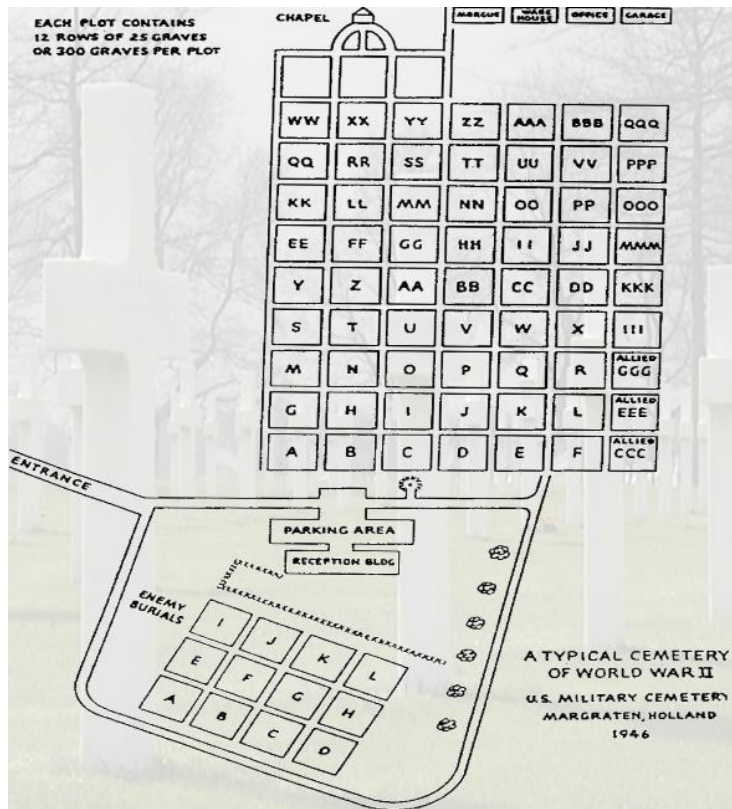 EACH PLOT CONTAINS
12 ROWS OF 25 GRAVES
OR 300 GRAVES PER PLOT
CHAPEL
MORGUE
WARE
HOUSE
OFFICE
GARAGE
WW XX YY ZZ AAA BBB QQQ
QQ RR SS TT UU VV PPP
KK LL MM NN OO PP OOO
EE FF GG HH II JJ MMM
Y Z AA BB CC DD KKK
S T U V W X III
M N O P Q R ALLIED GGG
G H I J K L ALLIED EEE
A B C D E F ALLIED CCC
ENTRANCE
PARKING AREA
RECEPTION BLDG
ENEMY
BURIALS
I J K L
E F G H
A B C D
A TYPICAL CEMETERY
OF WORLD WAR II
U.S. MILITARY CEMETERY
MARGRATEN, HOLLAND
1946